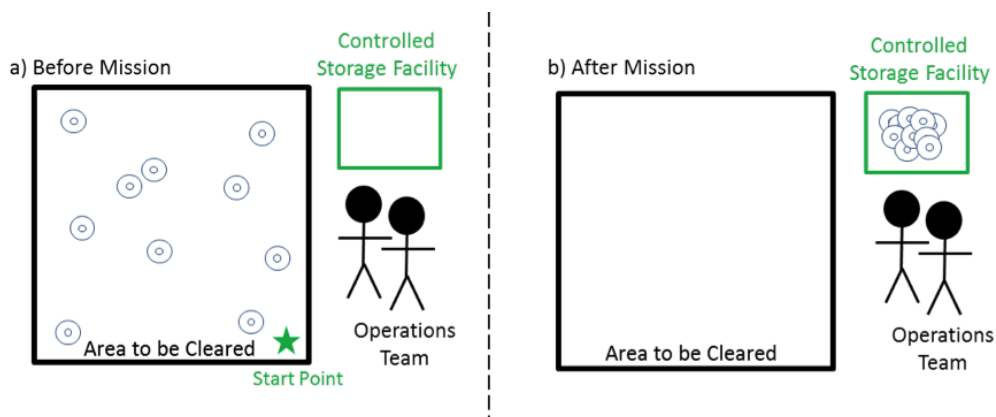 a) Before Mission
Controlled
Storage Facility
Area to be Cleared
Start Point
Operations
Team
b) After Mission
Controlled
Storage Facility
Area to be Cleared
Operations
Team